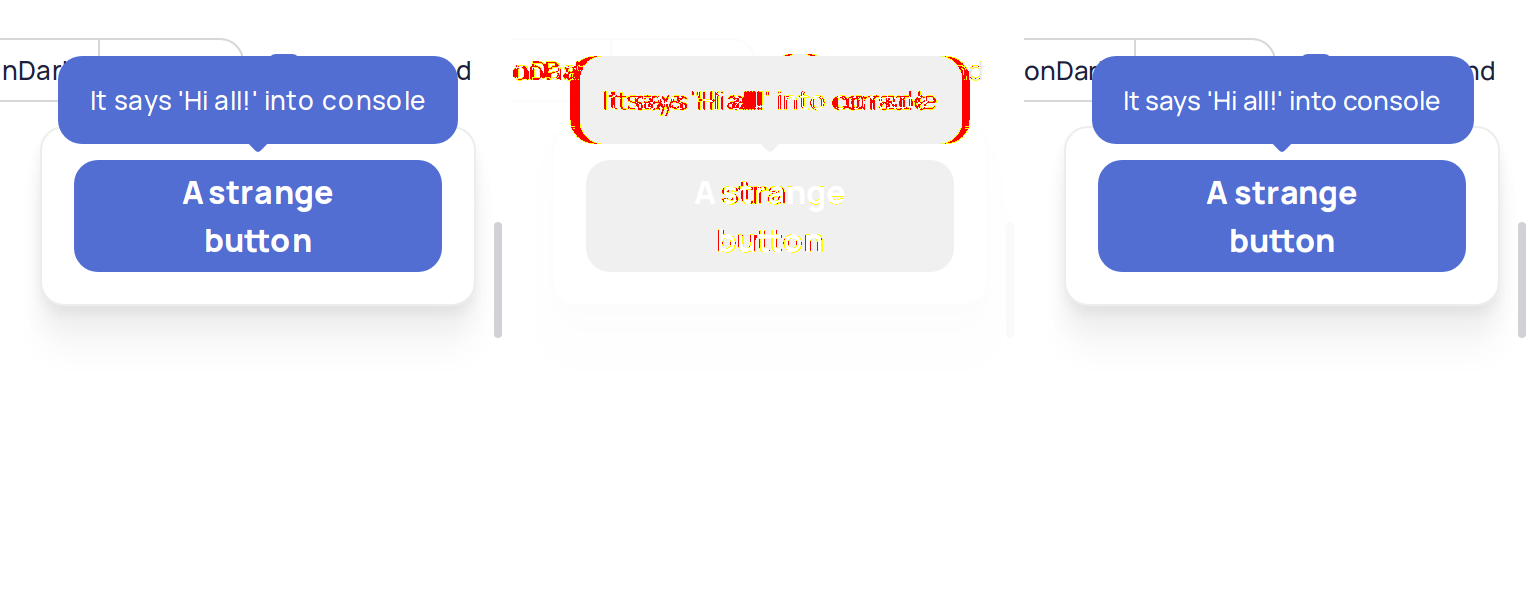 nDar
d
onDa
d
onDar
nd
It says 'Hi all!' into console
It says 'Hi all!' into console
It says 'Hi all!' into console
A strange
button
A strange
button
A strange
button